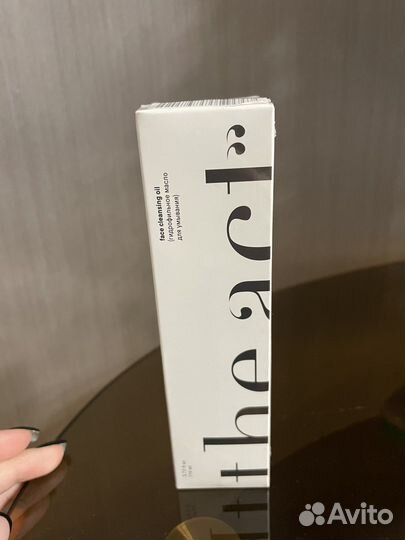 face cleansing oil
(гидрофильное масло
для умывания)
the act
Avito